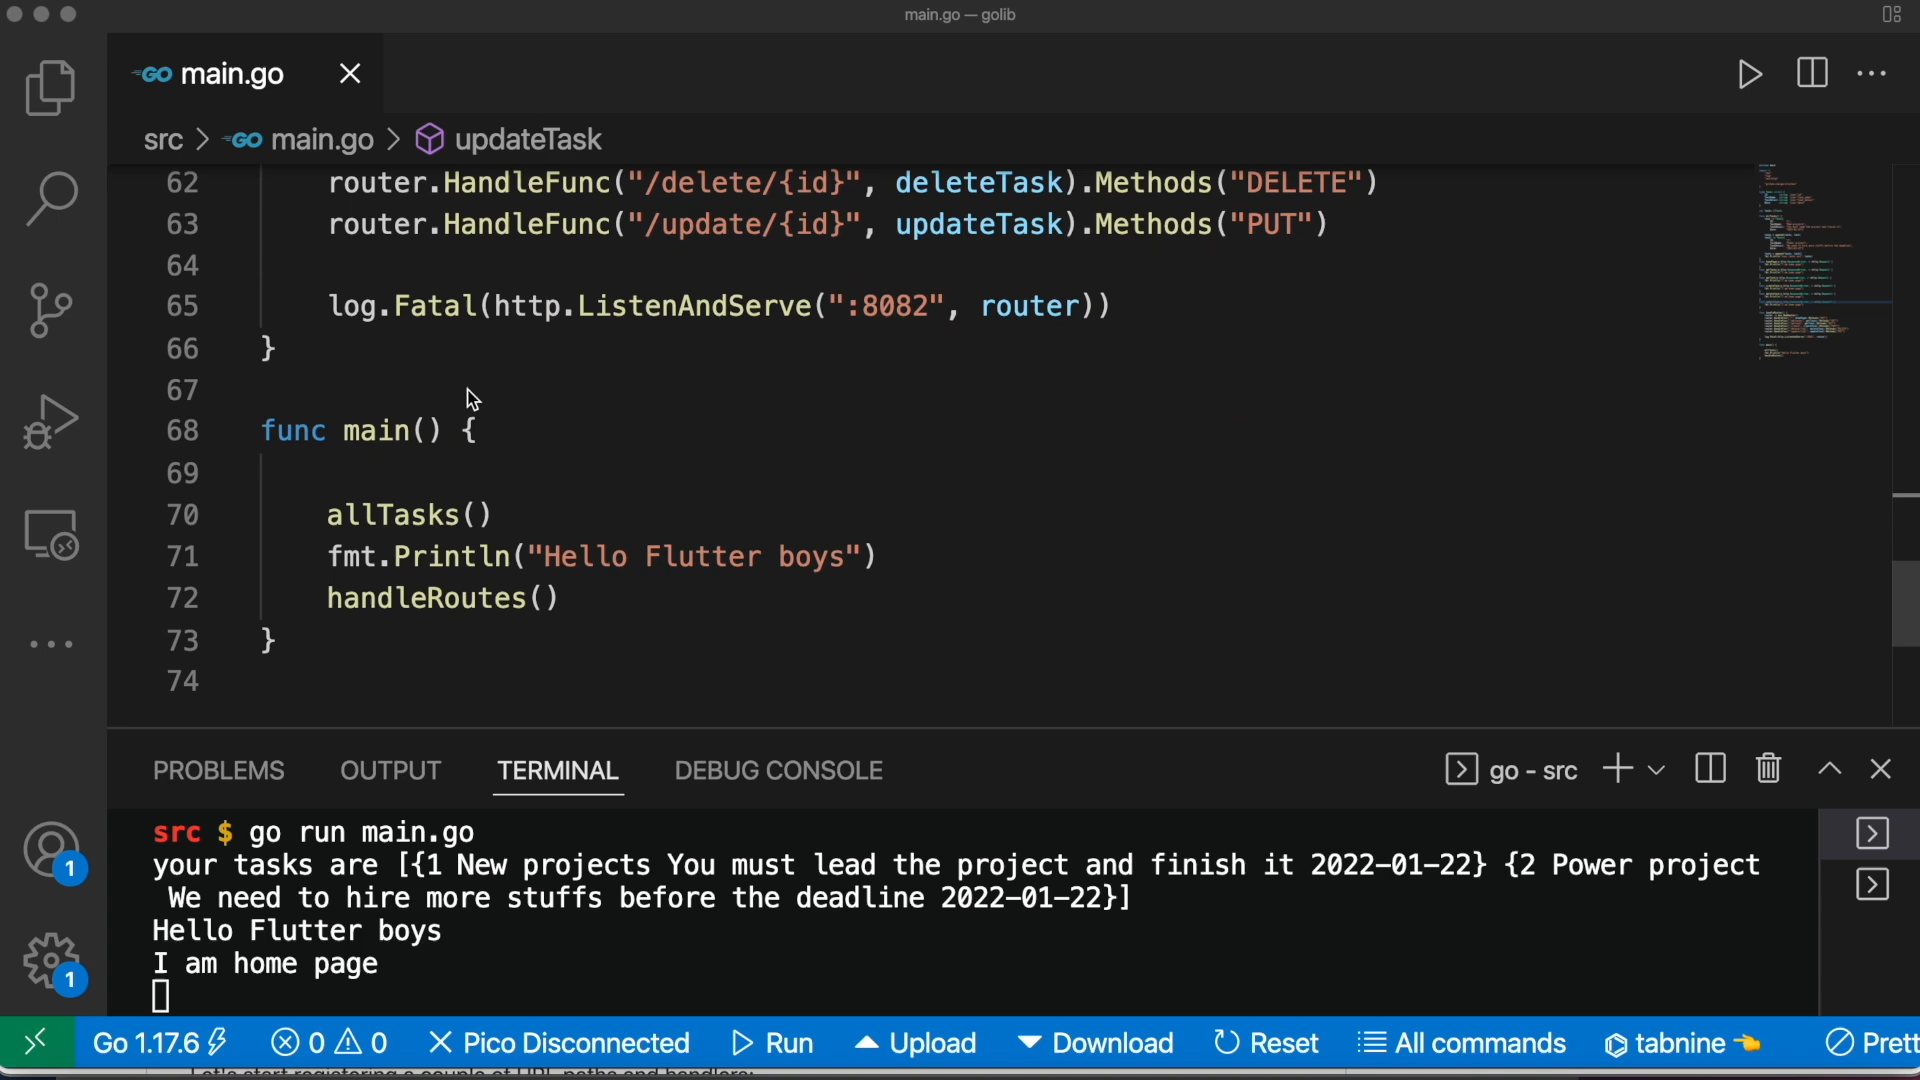 main.go — golib
GO main.go
src > GO main.go > updateTask
62 router.HandleFunc("/delete/{id}", deleteTask).Methods("DELETE")
63 router.HandleFunc("/update/{id}", updateTask).Methods("PUT")
64
65 log.Fatal(http.ListenAndServe(":8082", router))
66 }
67
68 func main() {
69
70 allTasks()
71 fmt.Println("Hello Flutter boys")
72 handleRoutes()
73 }
74
PROBLEMS OUTPUT TERMINAL DEBUG CONSOLE go - src
src $ go run main.go
your tasks are [{1 New projects You must lead the project and finish it 2022-01-22} {2 Power project
We need to hire more stuffs before the deadline 2022-01-22}]
Hello Flutter boys
I am home page
1
1
Go 1.17.6 0 0 Pico Disconnected Run Upload Download Reset All commands tabnine Prett